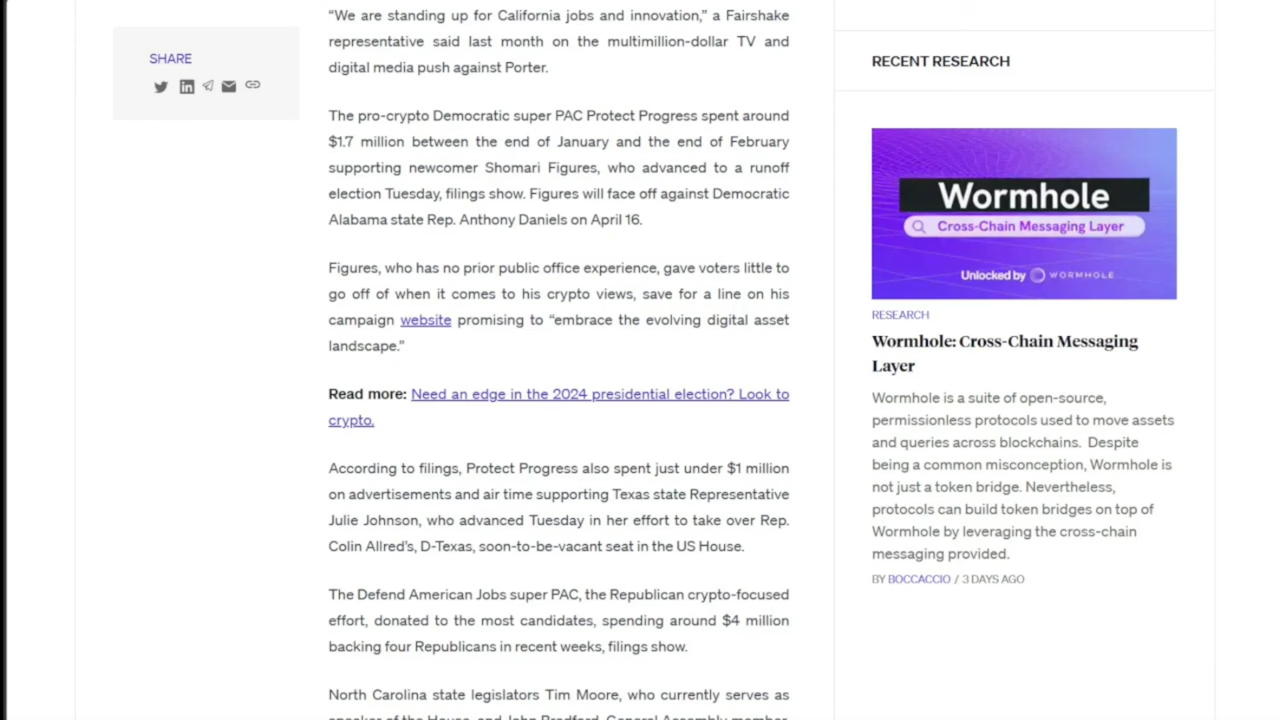 SHARE
“We are standing up for California jobs and innovation,” a Fairshake
representative said last month on the multimillion-dollar TV and
digital media push against Porter.
The pro-crypto Democratic super PAC Protect Progress spent around
$1.7 million between the end of January and the end of February
supporting newcomer Shomari Figures, who advanced to a runoff
election Tuesday, filings show. Figures will face off against Democratic
Alabama state Rep. Anthony Daniels on April 16.
Figures, who has no prior public office experience, gave voters little to
go off of when it comes to his crypto views, save for a line on his
campaign website promising to “embrace the evolving digital asset
landscape.”
Read more: Need an edge in the 2024 presidential election? Look to
crypto.
According to filings, Protect Progress also spent just under $1 million
on advertisements and air time supporting Texas state Representative
Julie Johnson, who advanced Tuesday in her effort to take over Rep.
Colin Allred’s, D-Texas, soon-to-be-vacant seat in the US House.
The Defend American Jobs super PAC, the Republican crypto-focused
effort, donated to the most candidates, spending around $4 million
backing four Republicans in recent weeks, filings show.
North Carolina state legislators Tim Moore, who currently serves as
speaker of the House, and John Bradford, General Assembly member,
RECENT RESEARCH
Wormhole
Cross-Chain Messaging Layer
Unlocked by WORMHOLE
RESEARCH
Wormhole: Cross-Chain Messaging
Layer
Wormhole is a suite of open-source,
permissionless protocols used to move assets
and queries across blockchains. Despite
being a common misconception, Wormhole is
not just a token bridge. Nevertheless,
protocols can build token bridges on top of
Wormhole by leveraging the cross-chain
messaging provided.
BY BOCCACCIO / 3 DAYS AGO